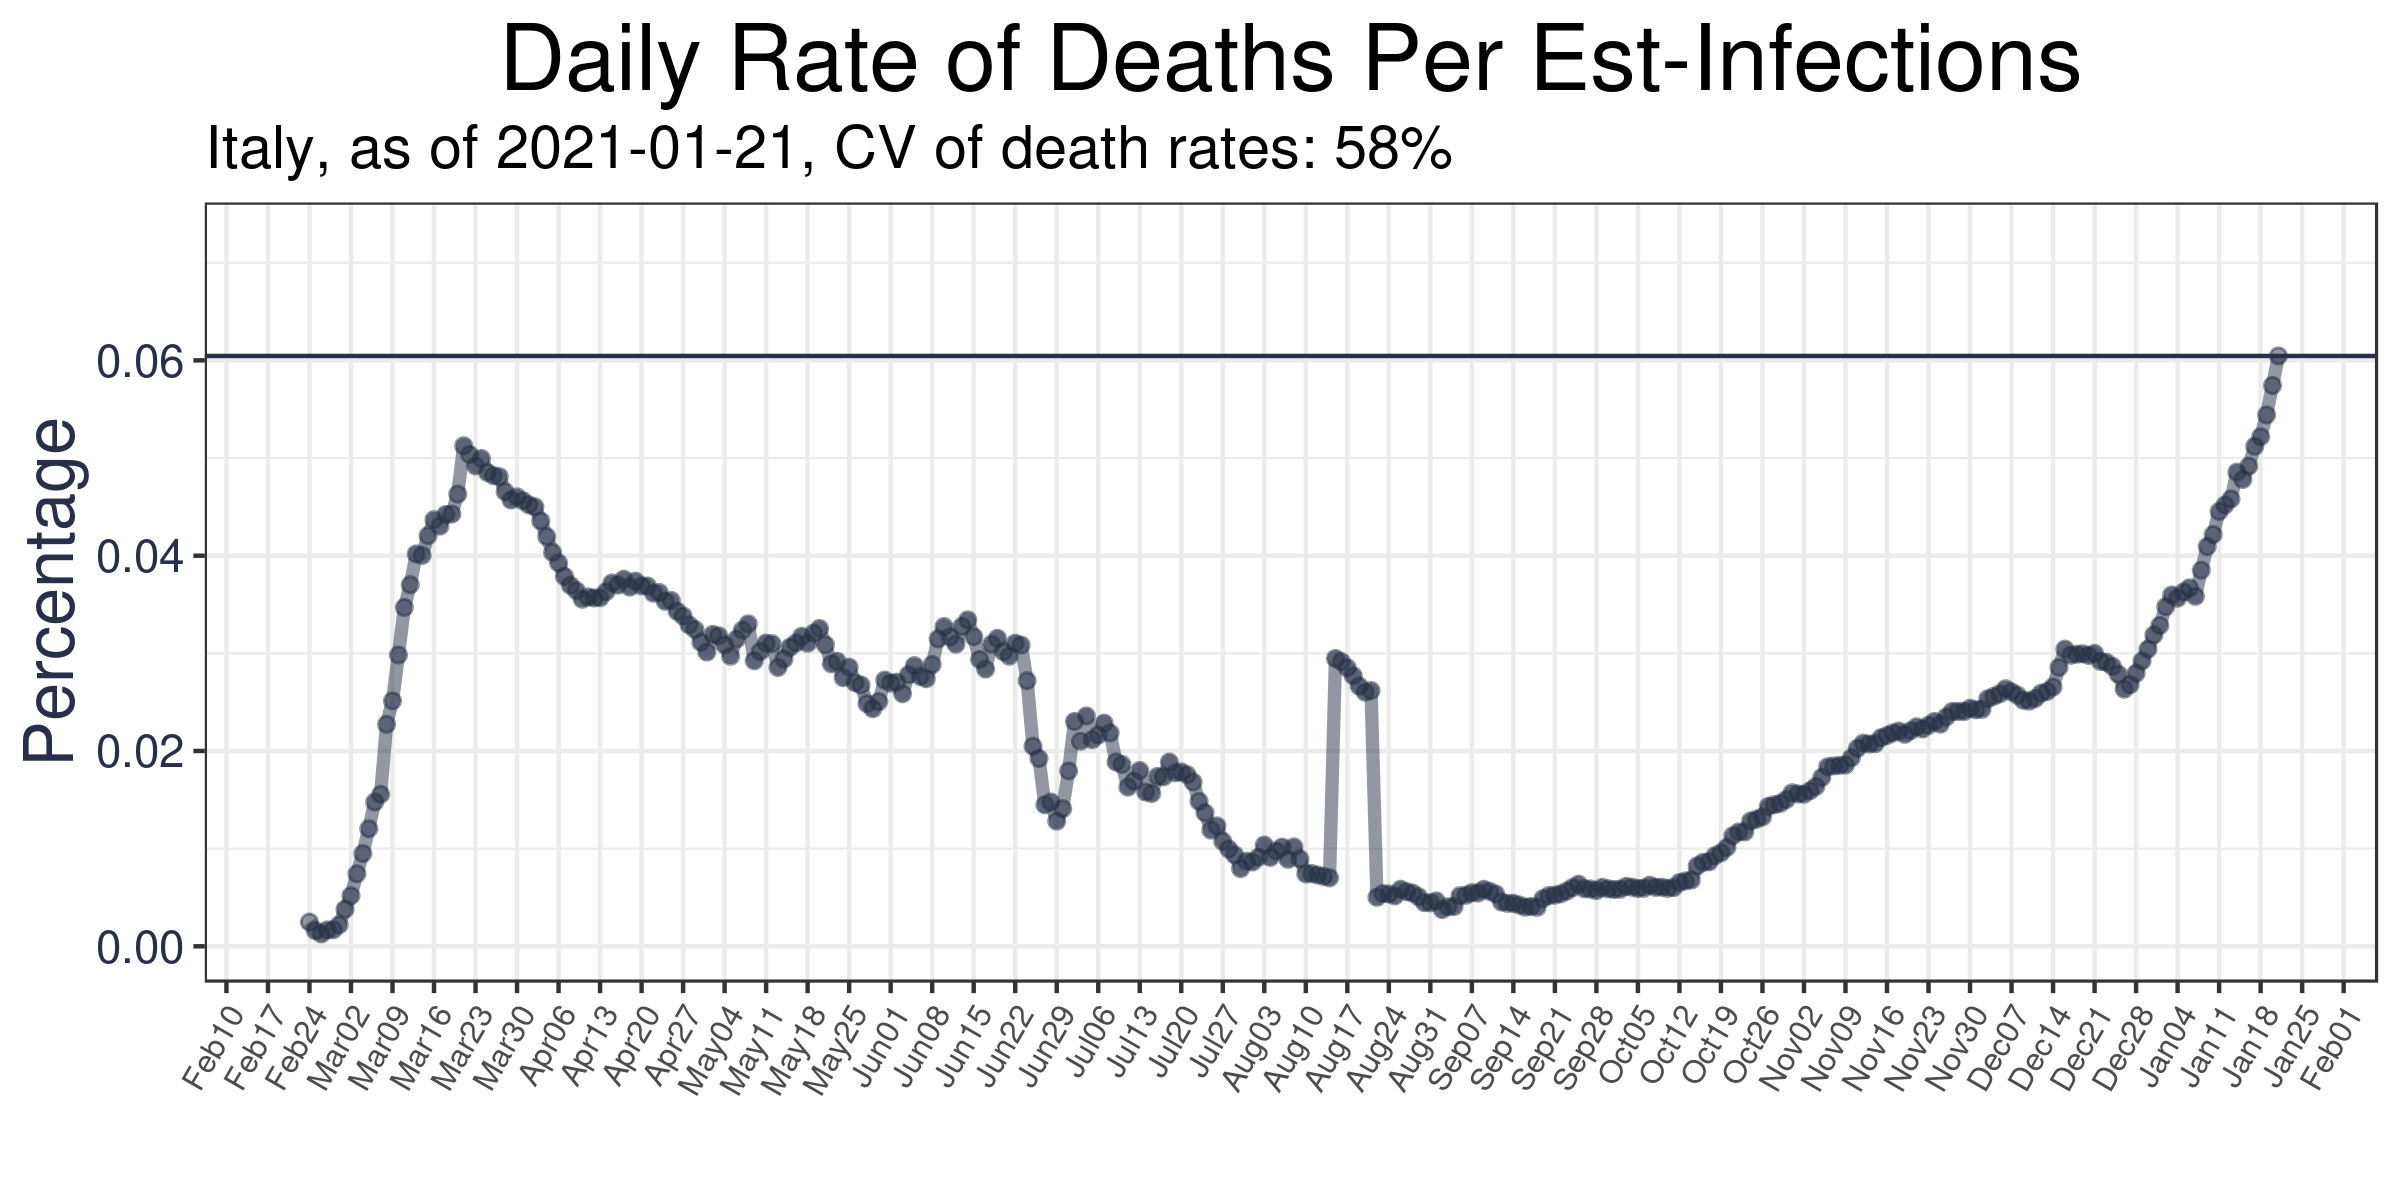 Daily Rate of Deaths Per Est-Infections
Italy, as of 2021-01-21, CV of death rates: 58%
Percentage
0.06
0.04
0.02
0.00
Feb10
Feb17
Feb24
Mar02
Mar09
Mar16
Mar23
Mar30
Apr06
Apr13
Apr20
Apr27
May04
May11
May18
May25
Jun01
Jun08
Jun15
Jun22
Jun29
Jul06
Jul13
Jul20
Jul27
Aug03
Aug10
Aug17
Aug24
Aug31
Sep07
Sep14
Sep21
Sep28
Oct05
Oct12
Oct19
Oct26
Nov02
Nov09
Nov16
Nov23
Nov30
Dec07
Dec14
Dec21
Dec28
Jan04
Jan11
Jan18
Jan25
Feb01